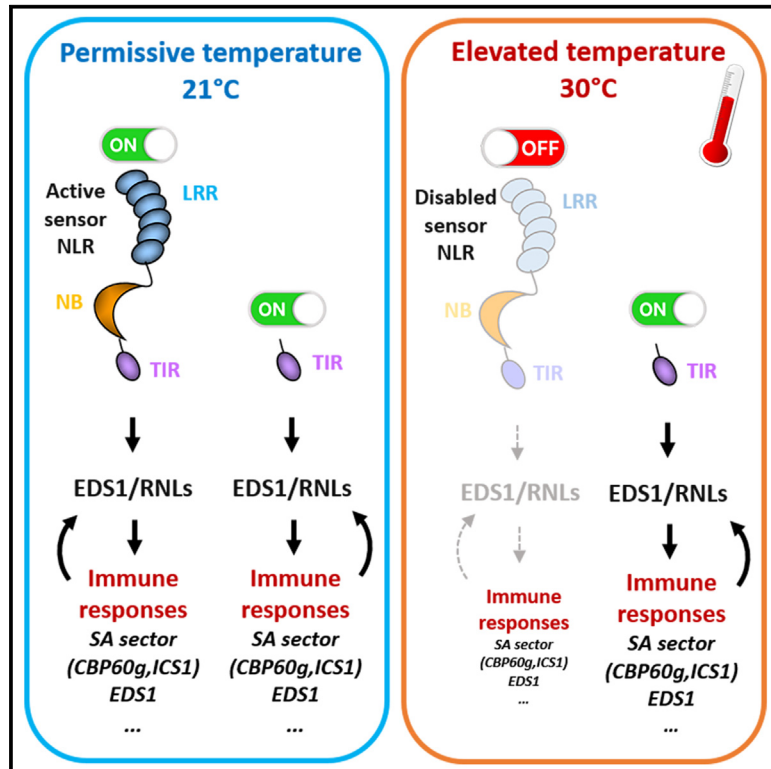 Permissive temperature
21°C
ON
Active
sensor
NLR
LRR
NB
TIR
ON
TIR
EDS1/RNLs
EDS1/RNLs
Immune
responses
SA sector
(CBP60g,ICS1)
EDS1
...
Immune
responses
SA sector
(CBP60g,ICS1)
EDS1
...
Elevated temperature
30°C
OFF
Disabled
sensor
NLR
LRR
NB
TIR
ON
TIR
EDS1/RNLs
EDS1/RNLs
Immune
responses
SA sector
(CBP60g,ICS1)
EDS1
...
Immune
responses
SA sector
(CBP60g,ICS1)
EDS1
...